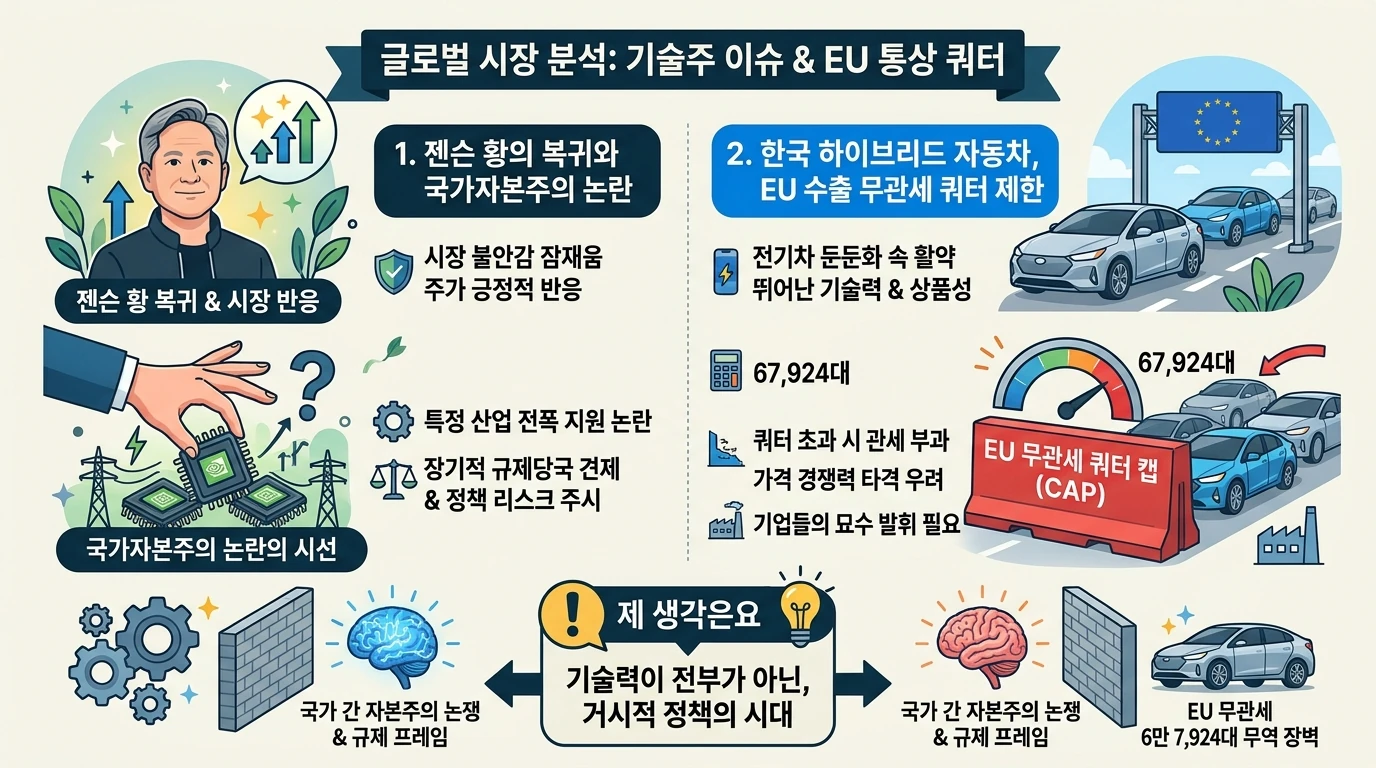 글로벌 시장 분석: 기술주 이슈 & EU 통상 쿼터
젠슨 황 복귀 & 시장 반응
1. 젠슨 황의 복귀와
국가자본주의 논란
시장 불안감 잠재움
주가 긍정적 반응
국가자본주의 논란의 시선
특정 산업 전폭 지원 논란
장기적 규제당국 견제
& 정책 리스크 주시
2. 한국 하이브리드 자동차,
EU 수출 무관세 쿼터 제한
전기차 둔둔화 속 활약
뛰어난 기술력 & 상품성
67,924대
쿼터 초과 시 관세 부과
가격 경쟁력 타격 우려
기업들의 묘수 발휘 필요
67,924대
EU 무관세 쿼터 캡
(CAP)
제 생각은요
기술력이 전부가 아닌,
거시적 정책의 시대
국가 간 자본주의 논쟁
& 규제 프레임
국가 간 자본주의 논쟁
& 규제 프레임
EU 무관세
6만 7,924대 무역 장벽